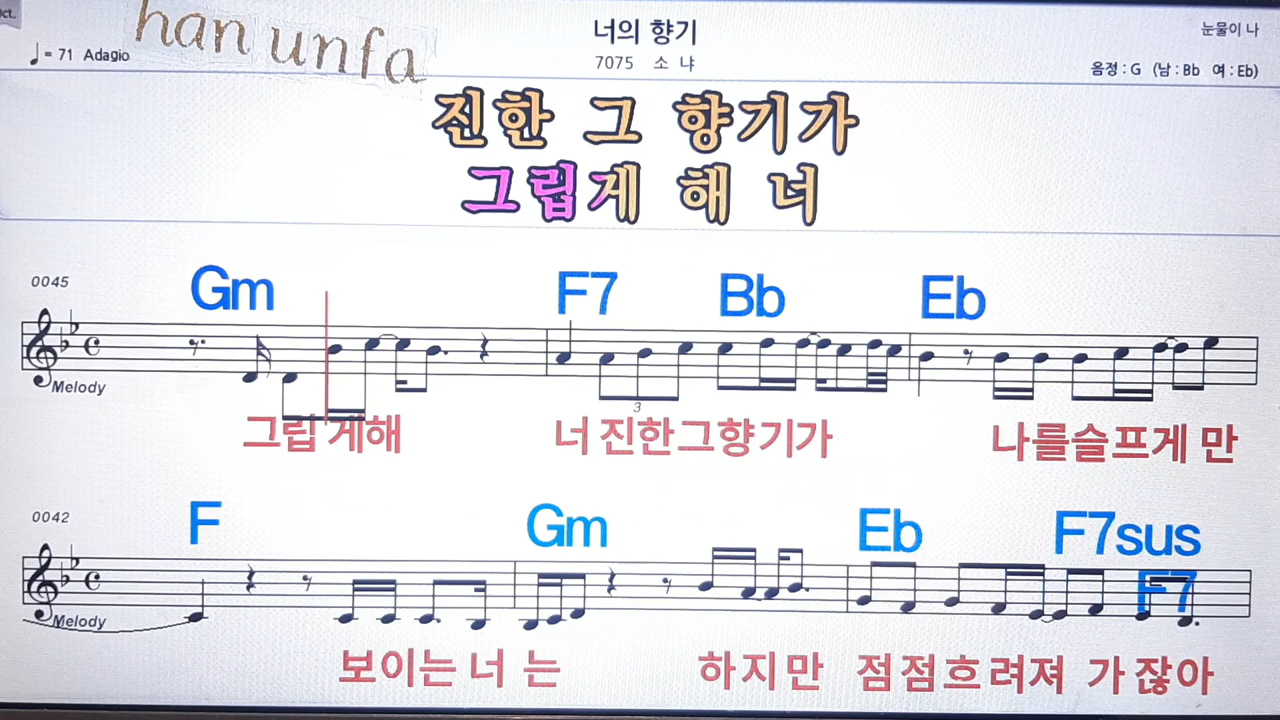 ct.
han unfa
너의 향기
눈물이 나
♩= 71 Adagio
7075 소 냐
음정 : G (남 : Bb 여 : Eb)
진한 그 향기가
그립게 해 너
0045
Gm F7 Bb Eb
Melody
3
그립 게해 너 진한그향기가 나를슬프게 만
0042
F Gm Eb F7sus
F7
Melody
보이는 너 는 하지만 점점흐려져 가 잖아